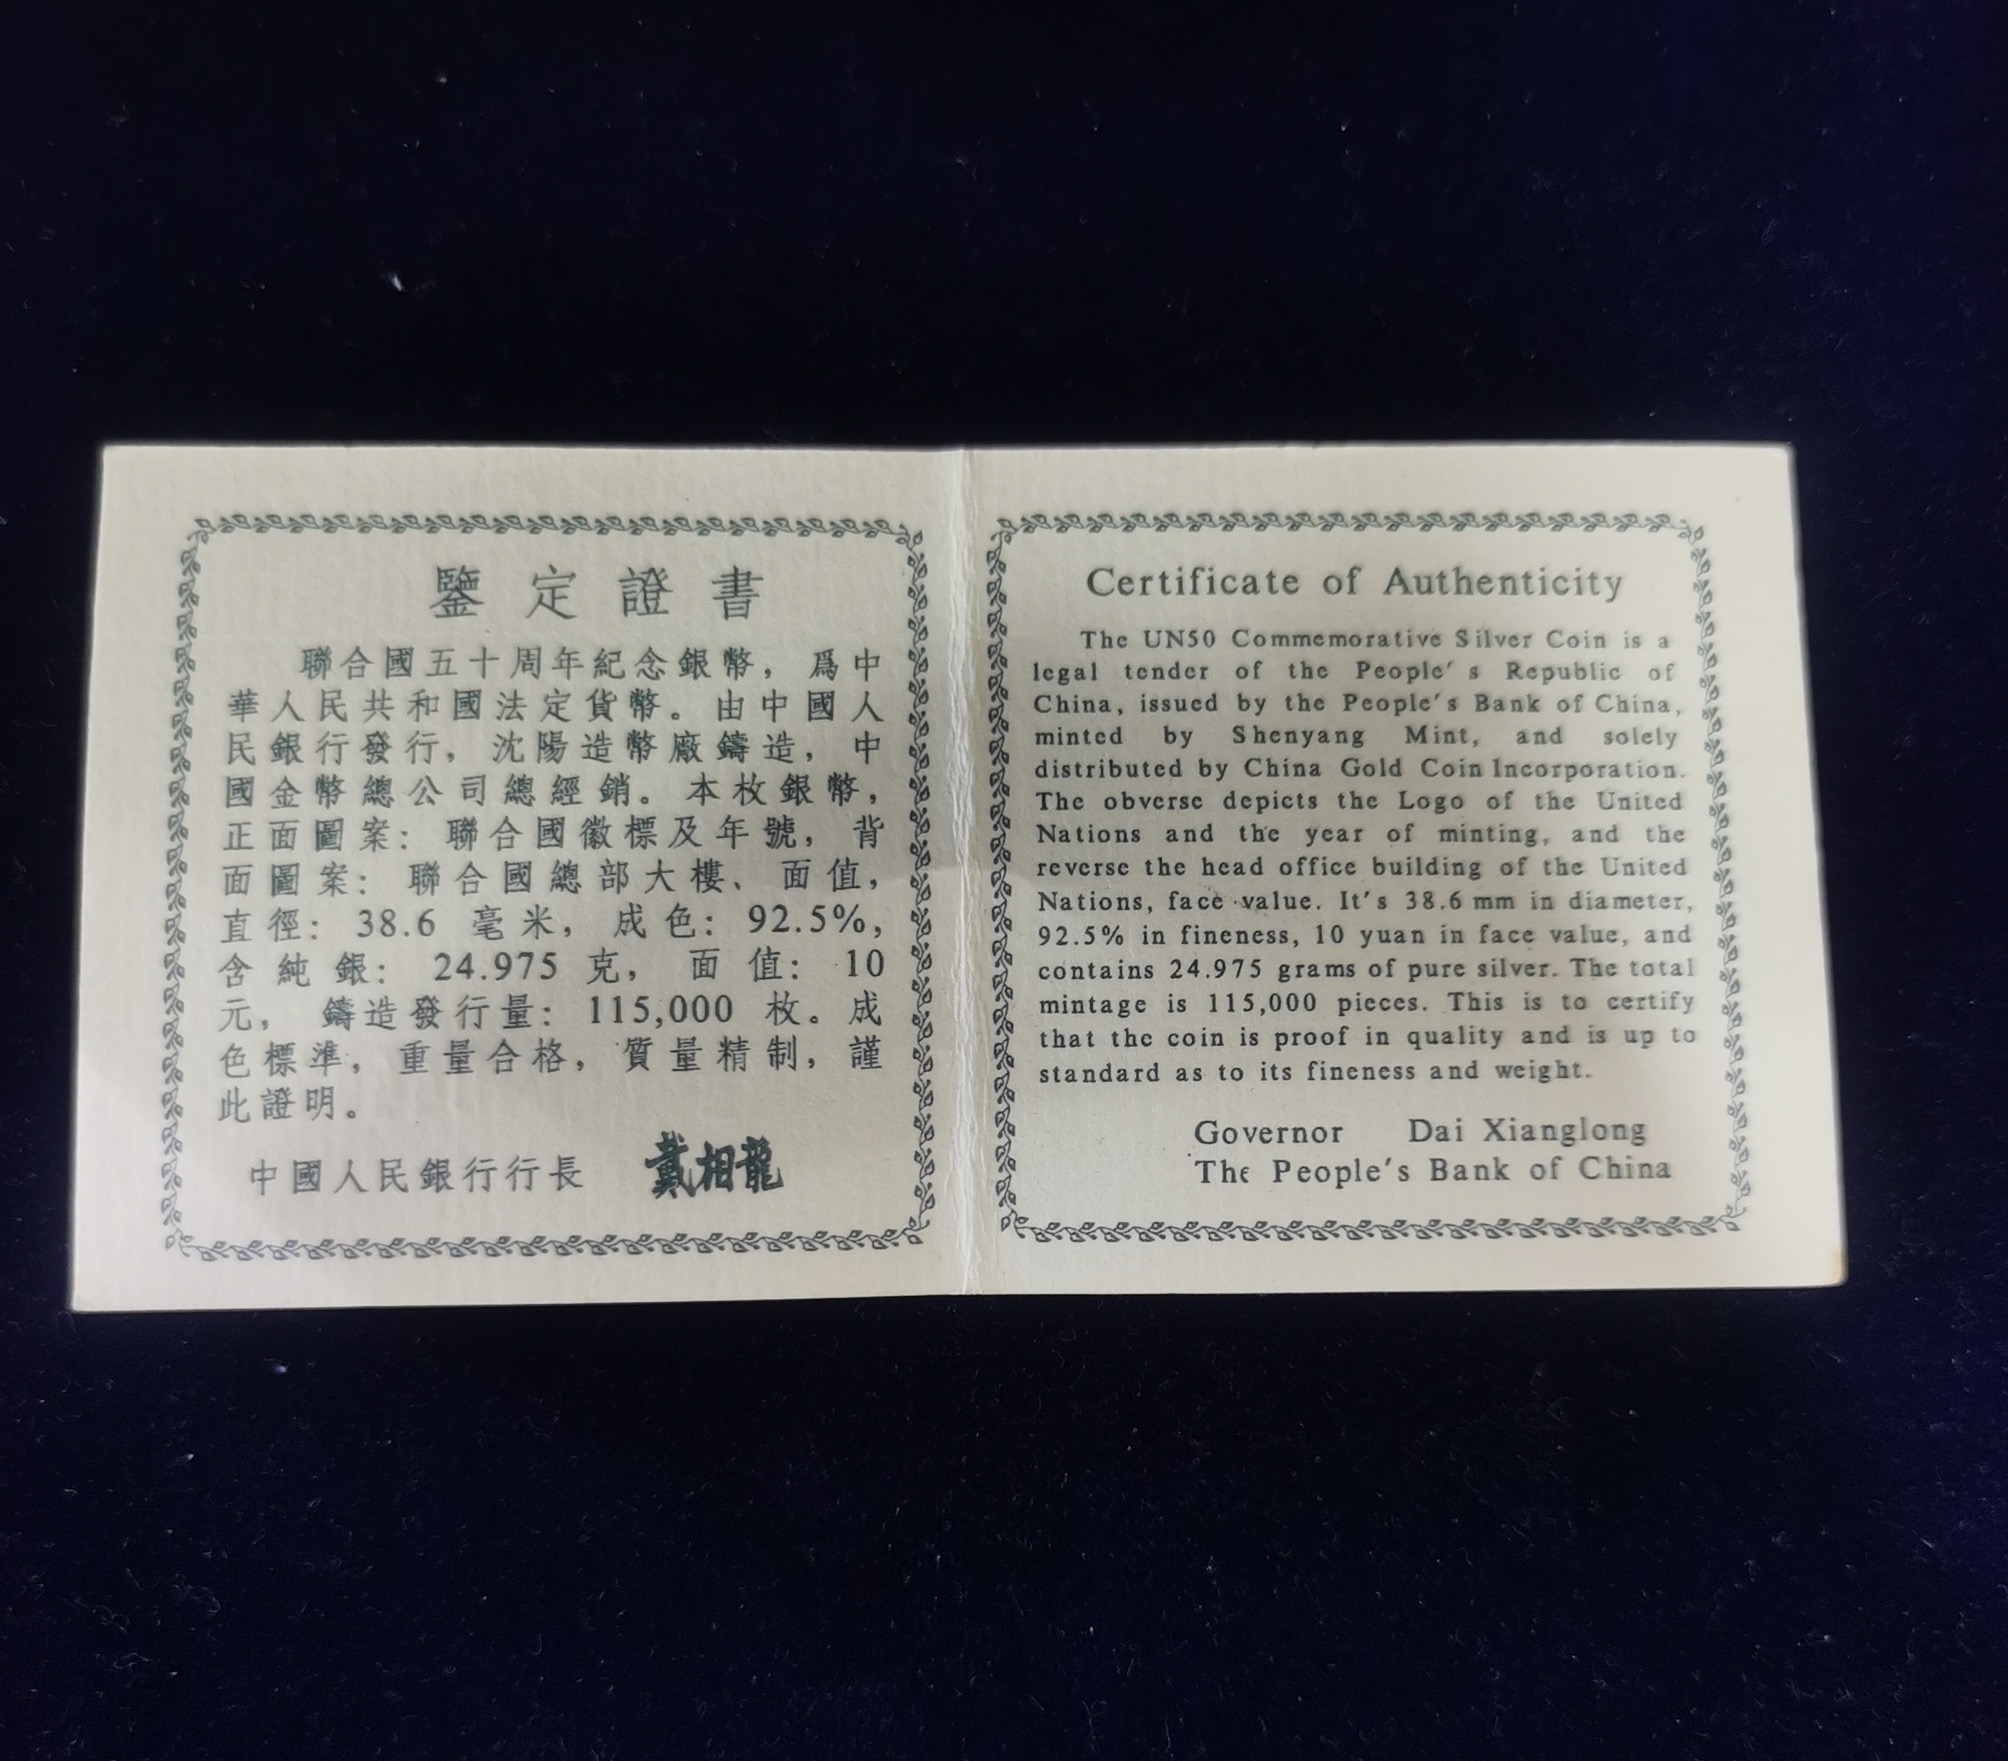 鑒定證書
聯合國五十周年紀念銀幣，爲中
華人民共和國法定貨幣。由中國人
民銀行發行，沈陽造幣廠鑄造，中
國金幣總公司總經銷。本枚銀幣，
正面圖案：聯合國徽標及年號，背
面圖案：聯合國總部大樓、面值，
直徑：38.6 毫米，成色：92.5%，
含純銀：24.975 克，面值：10
元，鑄造發行量：115,000 枚。成
色標準，重量合格，質量精制，謹
此證明。
中國人民銀行行長 戴相龍
Certificate of Authenticity
The UN50 Commemorative Silver Coin is a
legal tender of the People's Republic of
China, issued by the People's Bank of China,
minted by Shenyang Mint, and solely
distributed by China Gold Coin Incorporation.
The obverse depicts the Logo of the United
Nations and the year of minting, and the
reverse the head office building of the United
Nations, face value. It's 38.6 mm in diameter,
92.5% in fineness, 10 yuan in face value, and
contains 24.975 grams of pure silver. The total
mintage is 115,000 pieces. This is to certify
that the coin is proof in quality and is up to
standard as to its fineness and weight.
Governor Dai Xianglong
The People's Bank of China